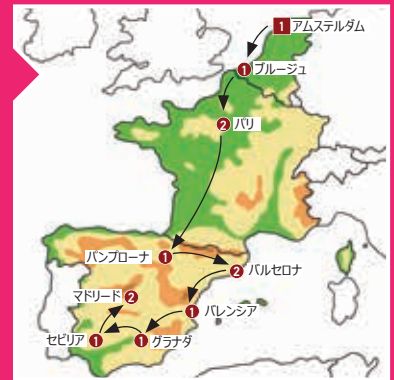 1 アムステルダム
1 ブルージュ
2 パリ
パンプローナ 1
2 バルセロナ
マドリード 2
1 バレンシア
セビリア 1
1 グラナダ